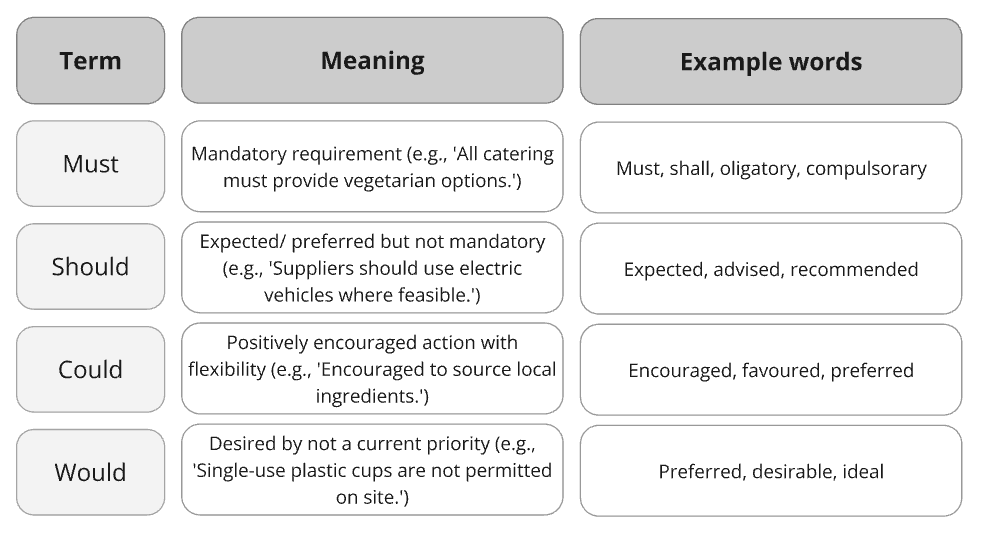 Term
Meaning
Example words
Must
Mandatory requirement (e.g., 'All catering
must provide vegetarian options.')
Must, shall, oligatory, compulsorary
Should
Expected/ preferred but not mandatory
(e.g., 'Suppliers should use electric
vehicles where feasible.')
Expected, advised, recommended
Could
Positively encouraged action with
flexibility (e.g., 'Encouraged to source local
ingredients.')
Encouraged, favoured, preferred
Would
Desired by not a current priority (e.g.,
'Single-use plastic cups are not permitted
on site.')
Preferred, desirable, ideal